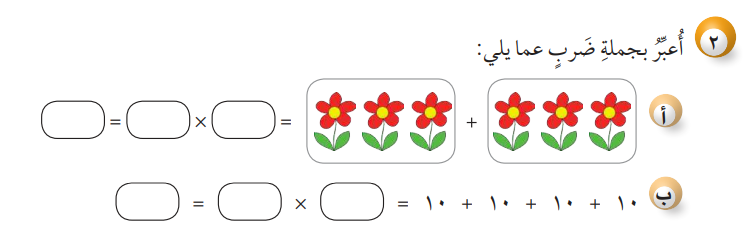 ٢ أُعبِّرُ بجملةِ ضَربٍ عما يلي:
أ + = × =
ب ١٠ + ١٠ + ١٠ + ١٠ = × =